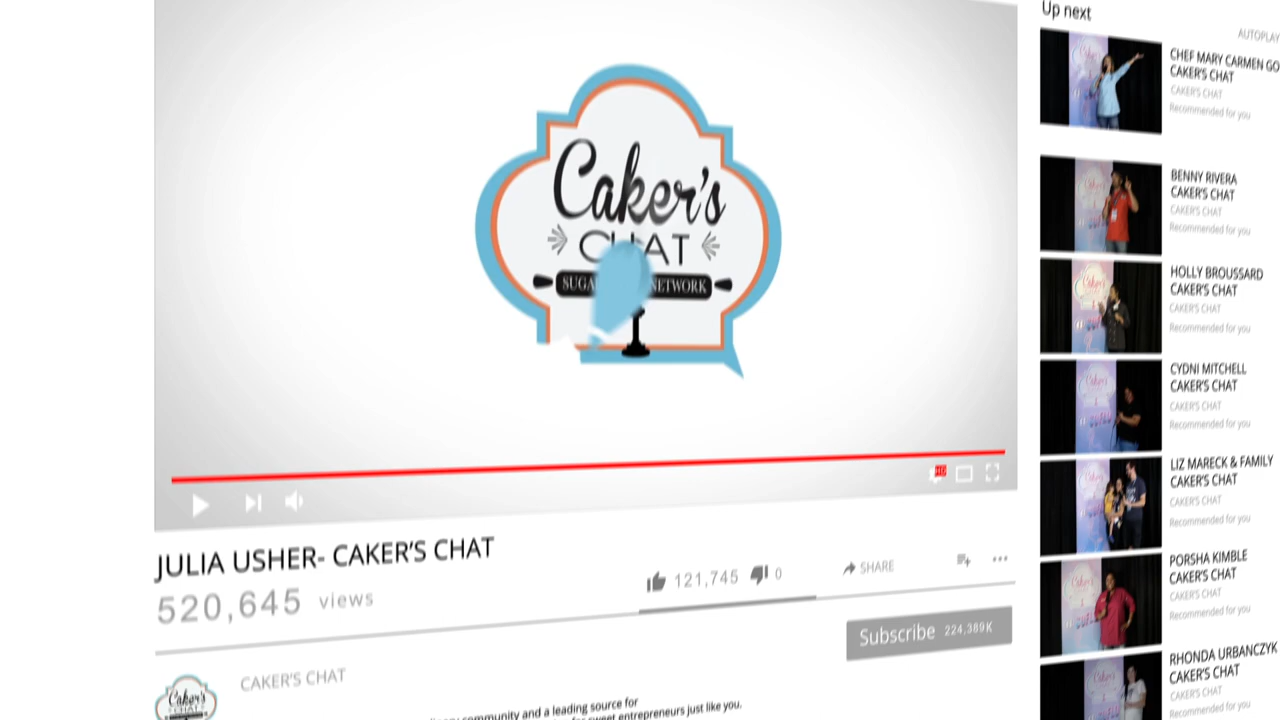 Up next
AUTOPLAY
Caker's
CHAT
NETWORK
HD
JULIA USHER- CAKER'S CHAT
520,645 views
121,745
0
SHARE
Subscribe 224,389K
CAKER'S CHAT
Caker's
community and a leading source for
sweet entrepreneurs just like you.
CHEF MARY CARMEN GO
CAKER'S CHAT
CAKER'S CHAT
Recommended for you
BENNY RIVERA
CAKER'S CHAT
CAKER'S CHAT
Recommended for you
HOLLY BROUSSARD
CAKER'S CHAT
CAKER'S CHAT
Recommended for you
CYDNI MITCHELL
CAKER'S CHAT
CAKER'S CHAT
Recommended for you
LIZ MARECK & FAMILY
CAKER'S CHAT
CAKER'S CHAT
Recommended for you
PORSHA KIMBLE
CAKER'S CHAT
CAKER'S CHAT
Recommended for you
RHONDA URBANCZYK
CAKER'S CHAT
CAKER'S CHAT
Recommended for you